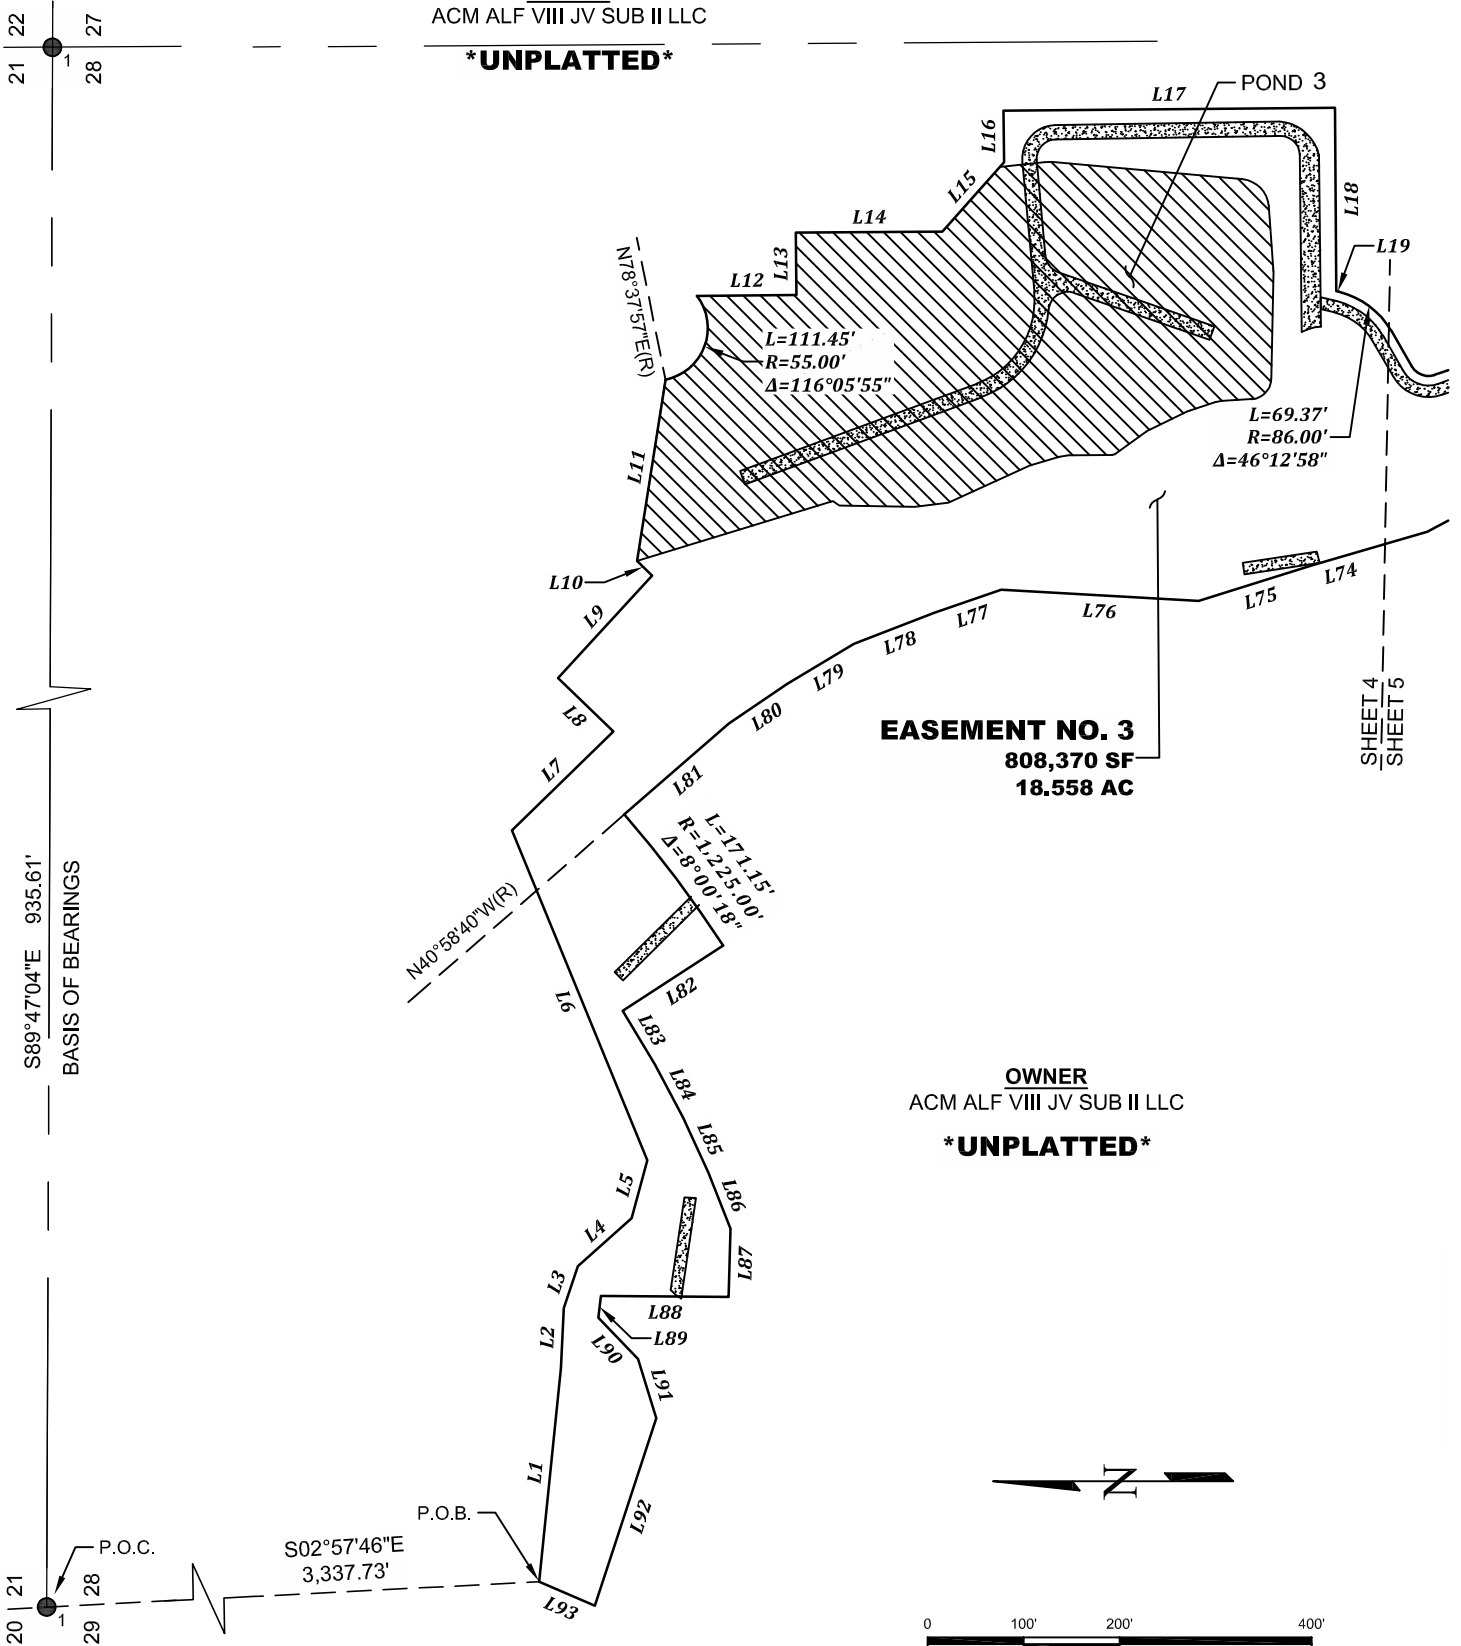 ACM ALF VIII JV SUB II LLC
*UNPLATTED*
22
27
21
28
1
POND 3
L17
L16
L15
L18
L14
L19
L13
L12
N78°37'57"E(R)
L=111.45'
R=55.00'
Δ=116°05'55"
L=69.37'
R=86.00'
Δ=46°12'58"
L11
L10
L9
L74
L75
L76
L77
L78
L79
L80
L8
L7
L81
EASEMENT NO. 3
808,370 SF
18.558 AC
SHEET 4
SHEET 5
L=171.15'
R=1,225.00'
Δ=8°00'18"
N40°58'40"W(R)
S89°47'04"E 935.61'
BASIS OF BEARINGS
L6
L82
L83
L84
L85
L86
L87
OWNER
ACM ALF VIII JV SUB II LLC
*UNPLATTED*
L5
L4
L3
L2
L88
L89
L90
L91
L1
L92
L93
P.O.B.
P.O.C.
S02°57'46"E
3,337.73'
21
28
20
29
1
N
0 100' 200' 400'